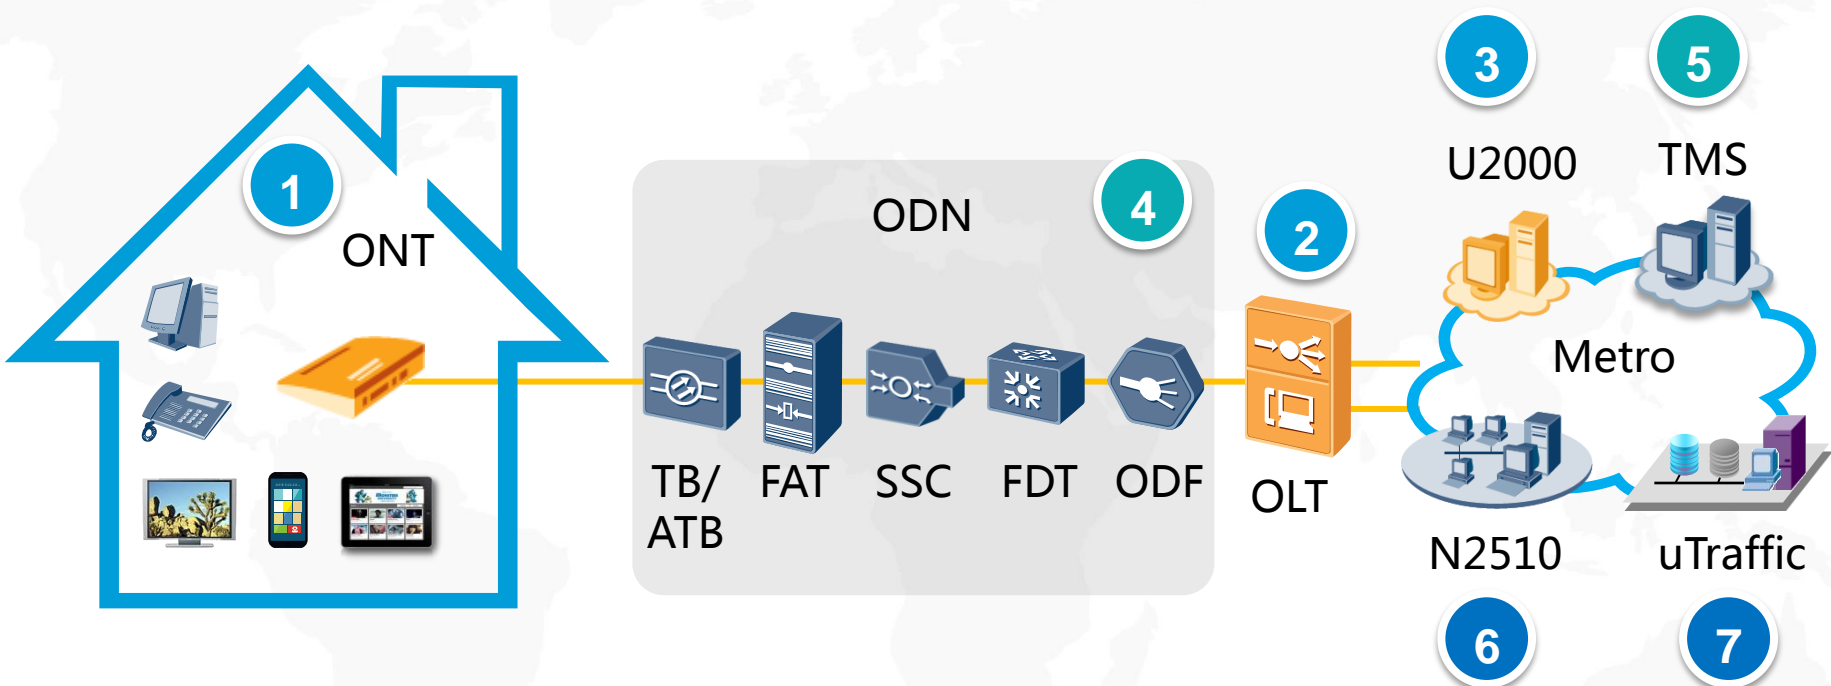 3
5
U2000
TMS
1
ONT
ODN
4
2
Metro
TB/
ATB
FAT
SSC
FDT
ODF
OLT
N2510
uTraffic
6
7